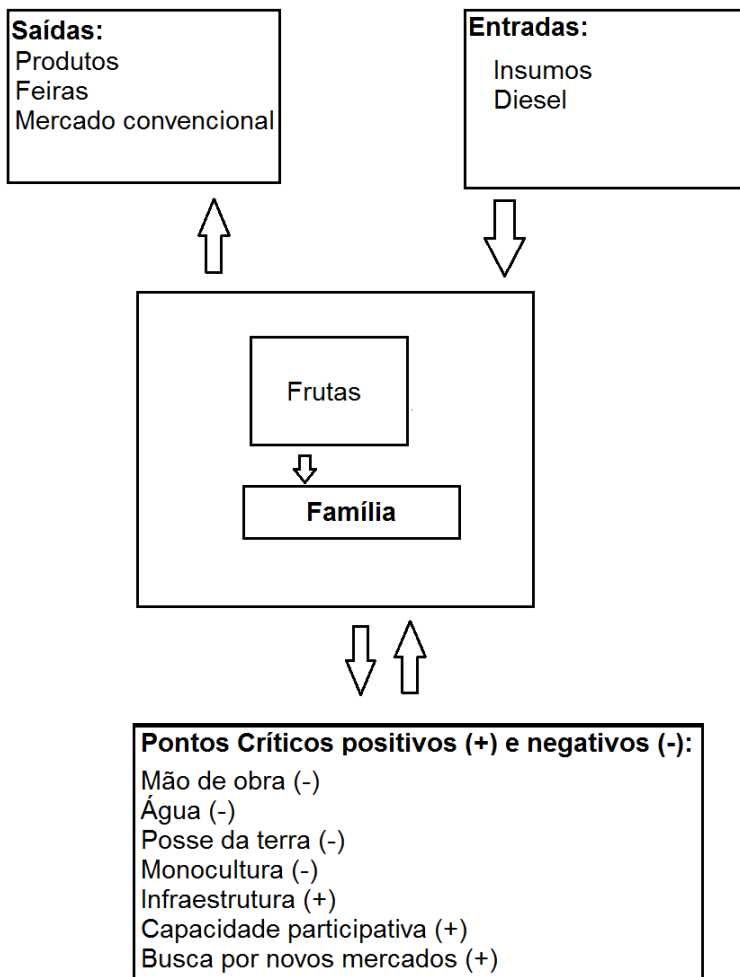 Saídas:
Produtos
Feiras
Mercado convencional
Entradas:
Insumos
Diesel
Frutas
Família
Pontos Críticos positivos (+) e negativos (-):
Mão de obra (-)
Água (-)
Posse da terra (-)
Monocultura (-)
Infraestrutura (+)
Capacidade participativa (+)
Busca por novos mercados (+)